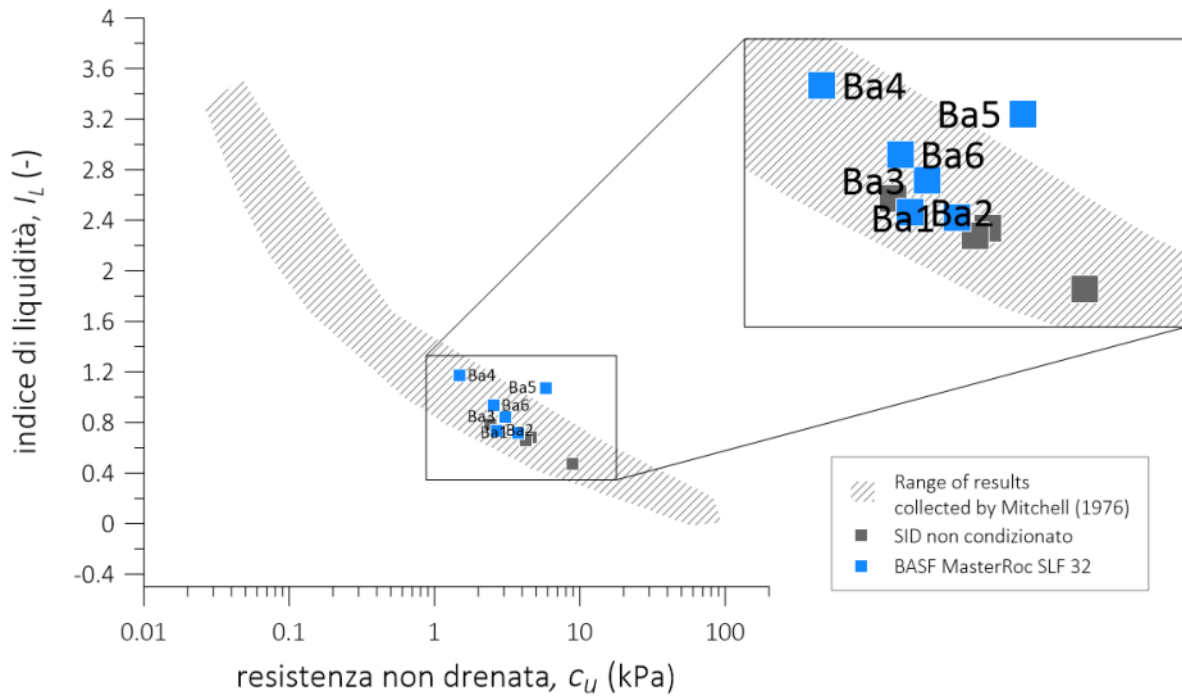 4
3.6
3.2
2.8
2.4
2
1.6
1.2
0.8
0.4
0
-0.4
indice di liquidità, I_L (-)
0.01
0.1
1
10
100
resistenza non drenata, c_u (kPa)
Ba4
Ba5
Ba6
Ba3
Ba1
Ba2
Ba4
Ba5
Ba6
Ba3
Ba1
Ba2
Range of results
collected by Mitchell (1976)
SID non condizionato
BASF MasterRoc SLF 32